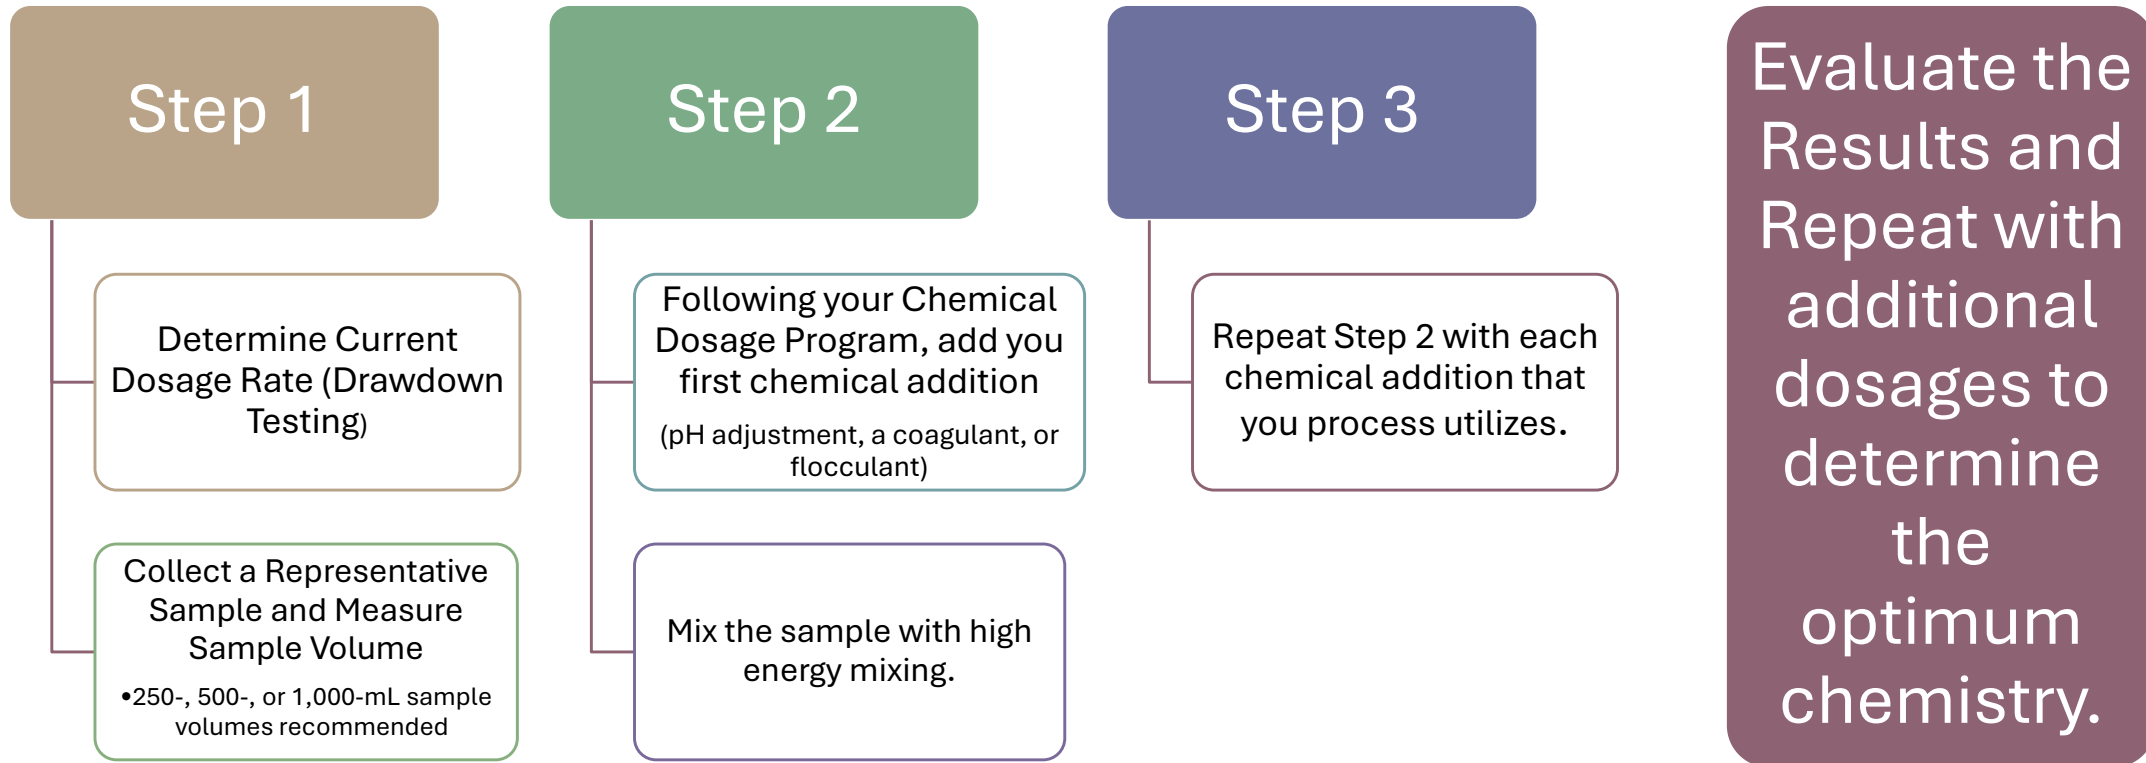 Step 1
Determine Current
Dosage Rate (Drawdown
Testing)
Collect a Representative
Sample and Measure
Sample Volume
•250-, 500-, or 1,000-mL sample
volumes recommended
Step 2
Following your Chemical
Dosage Program, add you
first chemical addition
(pH adjustment, a coagulant, or
flocculant)
Mix the sample with high
energy mixing.
Step 3
Repeat Step 2 with each
chemical addition that
you process utilizes.
Evaluate the
Results and
Repeat with
additional
dosages to
determine
the
optimum
chemistry.